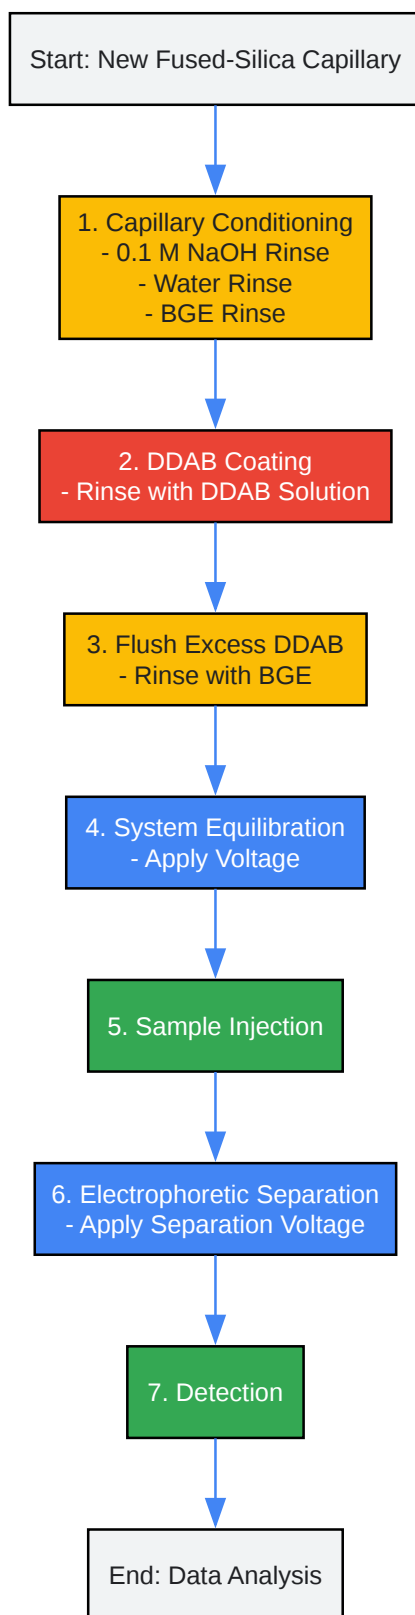 Start: New Fused-Silica Capillary
1. Capillary Conditioning
- 0.1 M NaOH Rinse
- Water Rinse
- BGE Rinse
2. DDAB Coating
- Rinse with DDAB Solution
3. Flush Excess DDAB
- Rinse with BGE
4. System Equilibration
- Apply Voltage
5. Sample Injection
6. Electrophoretic Separation
- Apply Separation Voltage
7. Detection
End: Data Analysis